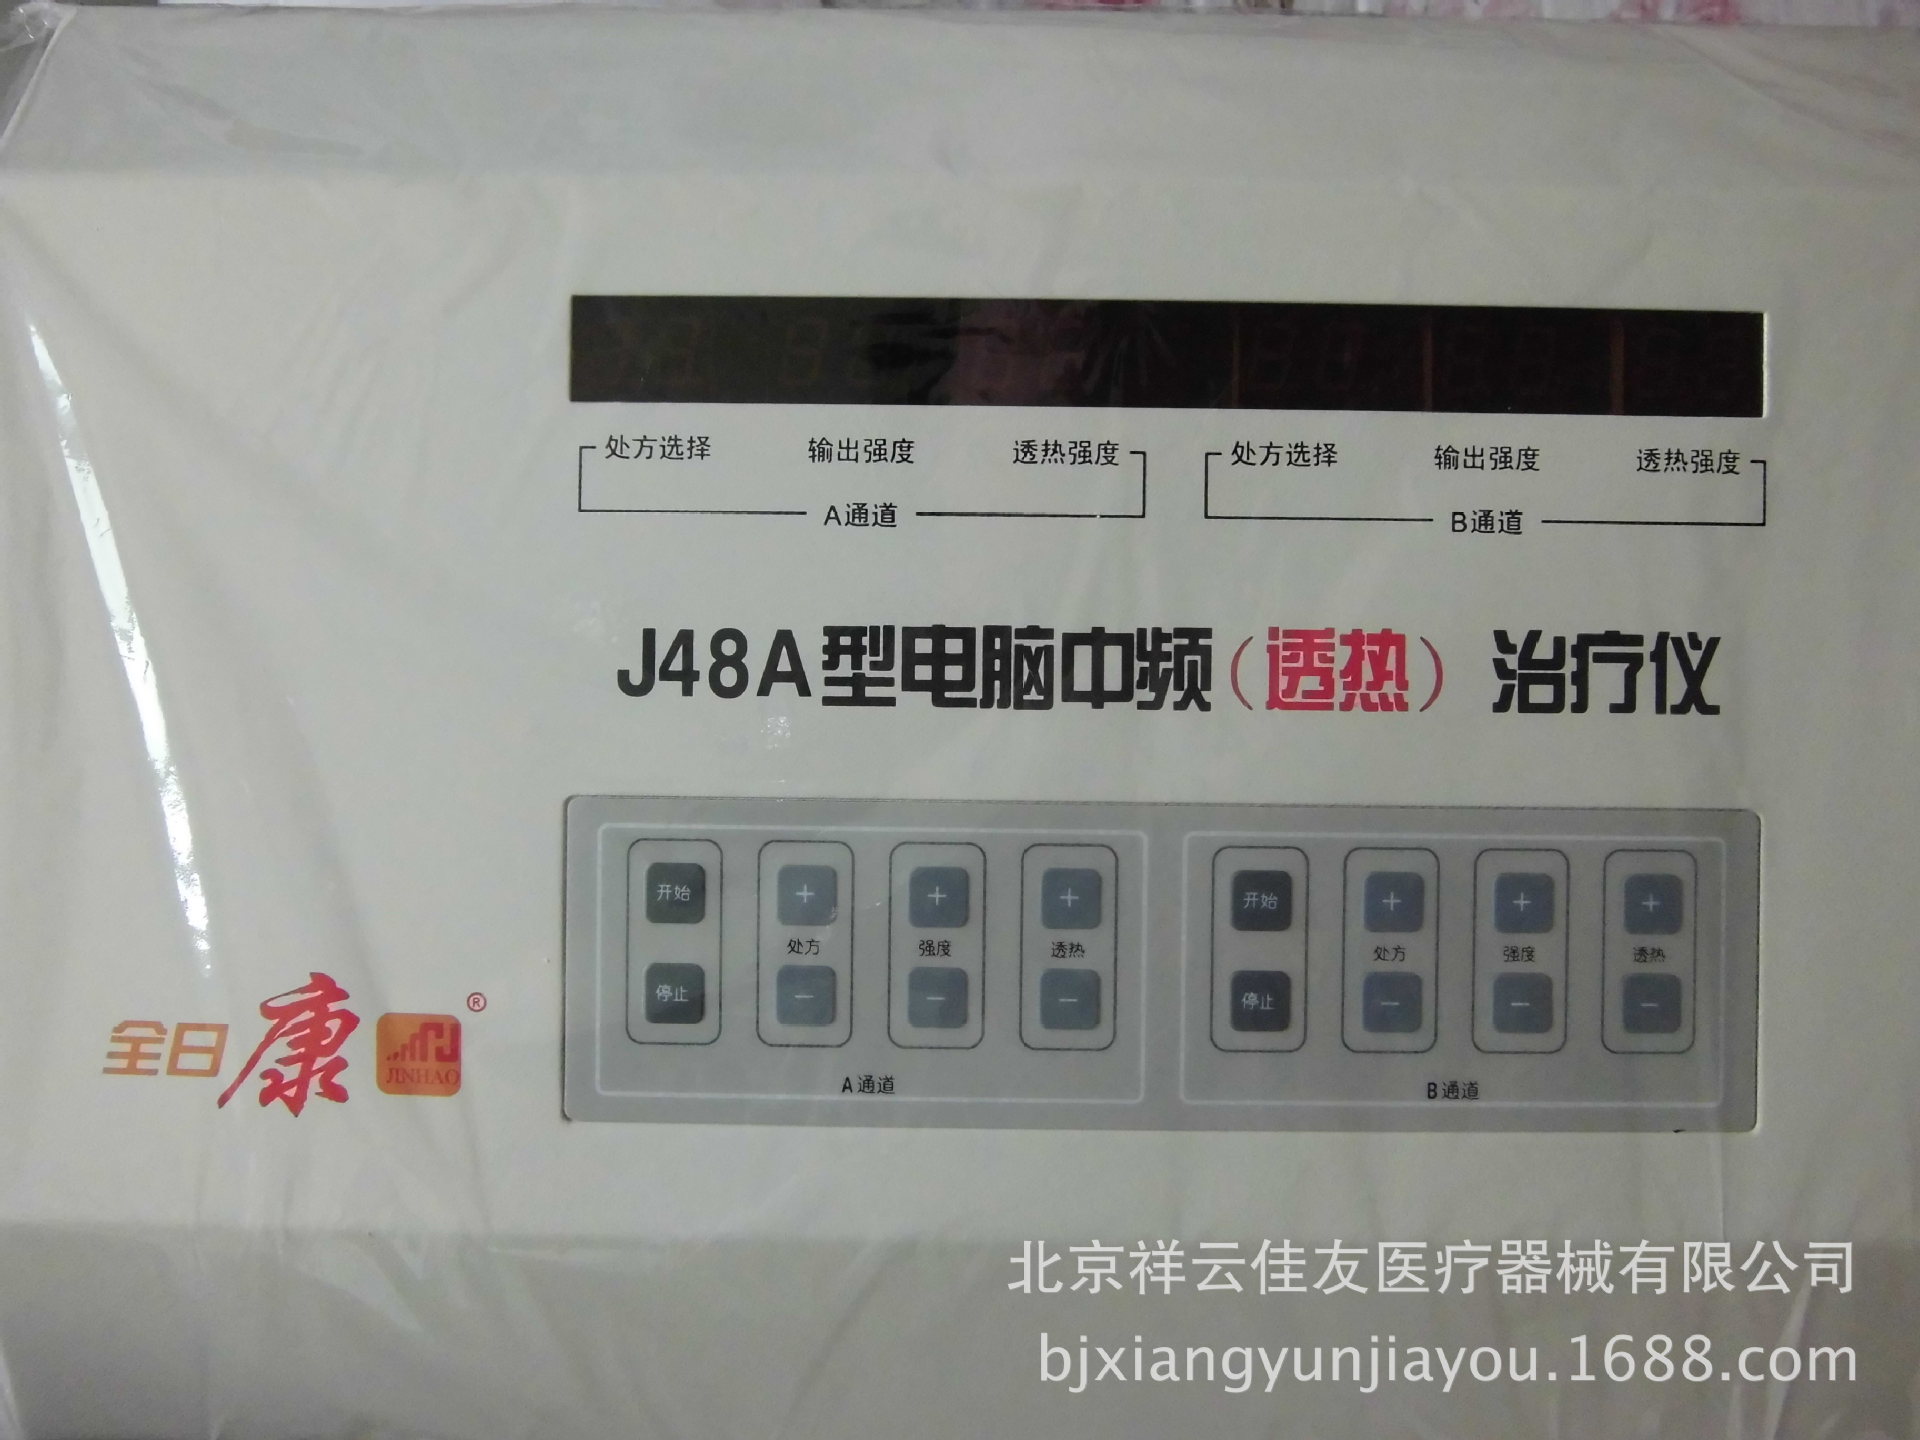 处方选择 输出强度 透热强度 处方选择 输出强度 透热强度
A通道 B通道
J48A型电脑中频（透热）治疗仪
开始 + + + 开始 + + +
处方 强度 透热 处方 强度 透热
停止 − − − 停止 − − −
A通道 B通道
全日康 JINHAO ®
北京祥云佳友医疗器械有限公司
bjxiangyunjiayou.1688.com